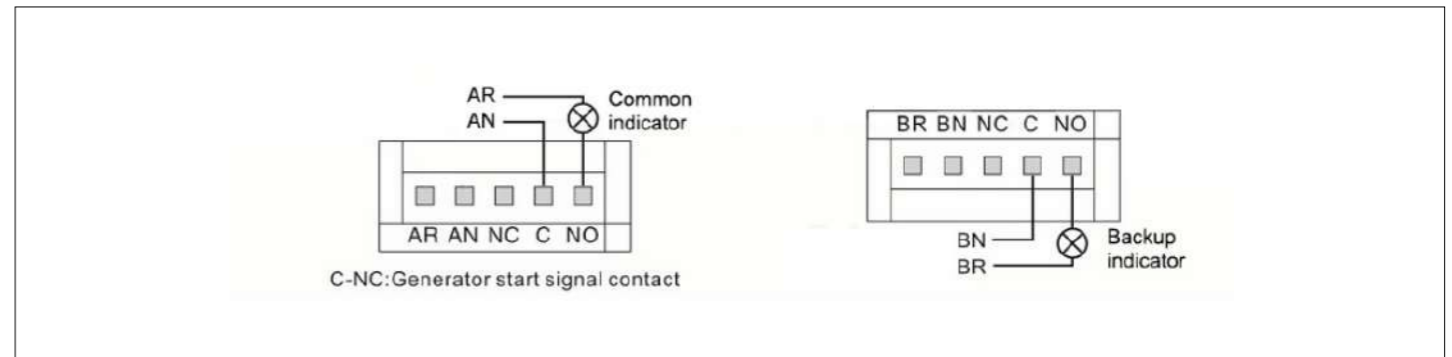 AR
AN
Common
indicator
AR AN NC C NO
C-NC:Generator start signal contact
BR BN NC C NO
BN
BR
Backup
indicator